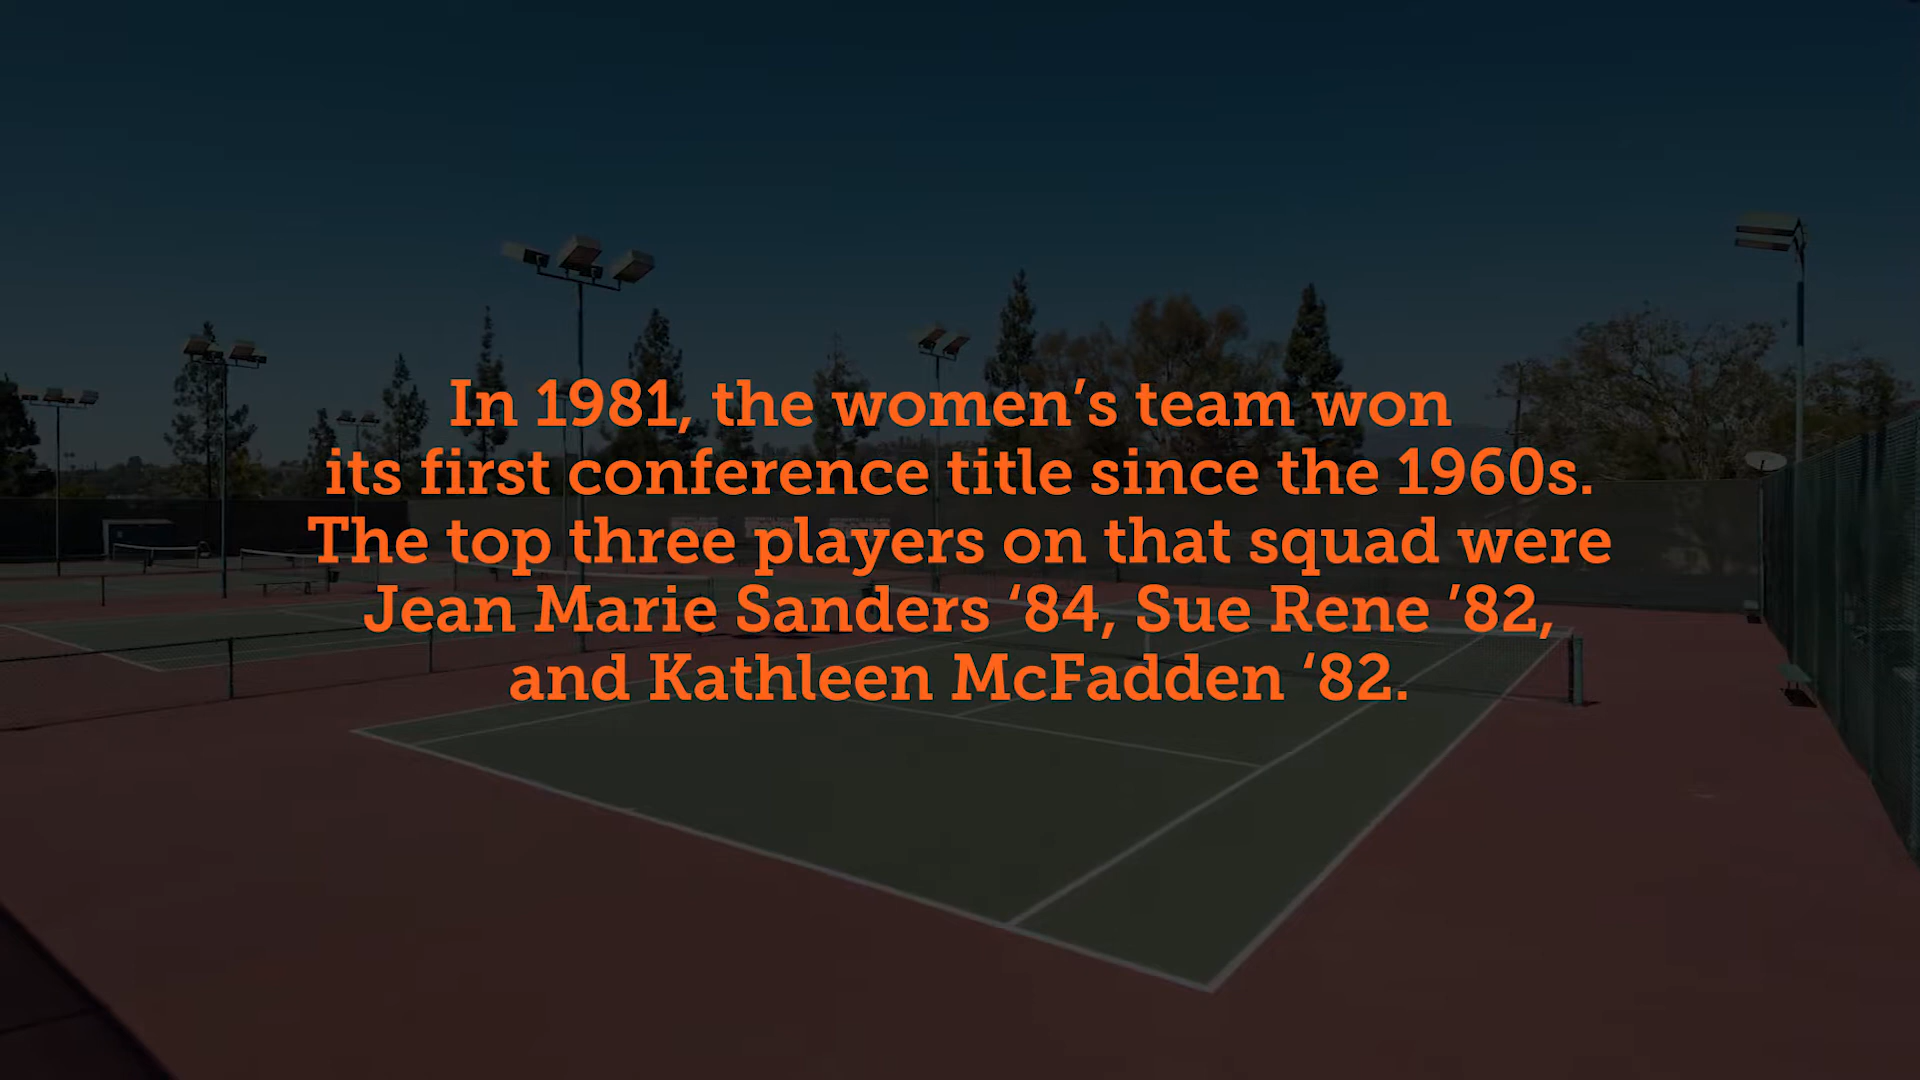 In 1981, the women’s team won
its first conference title since the 1960s.
The top three players on that squad were
Jean Marie Sanders ‘84, Sue Rene ’82,
and Kathleen McFadden ‘82.